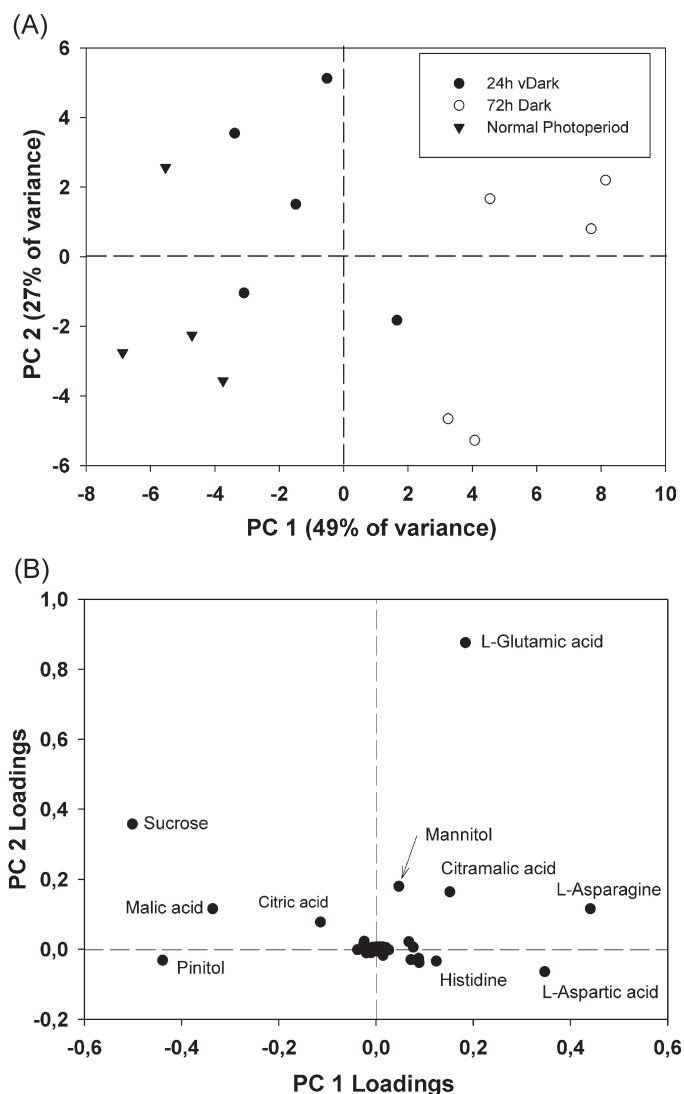 (A)
6
4
2
0
-2
-4
-6
PC 2 (27% of variance)
24h vDark
72h Dark
Normal Photoperiod
-8 -6 -4 -2 0 2 4 6 8 10
PC 1 (49% of variance)
(B)
1,0
0,8
0,6
0,4
0,2
0,0
-0,2
PC 2 Loadings
L-Glutamic acid
Sucrose
Mannitol
Citramalic acid
L-Asparagine
Malic acid
Citric acid
Pinitol
Histidine
L-Aspartic acid
-0,6 -0,4 -0,2 0,0 0,2 0,4 0,6
PC 1 Loadings